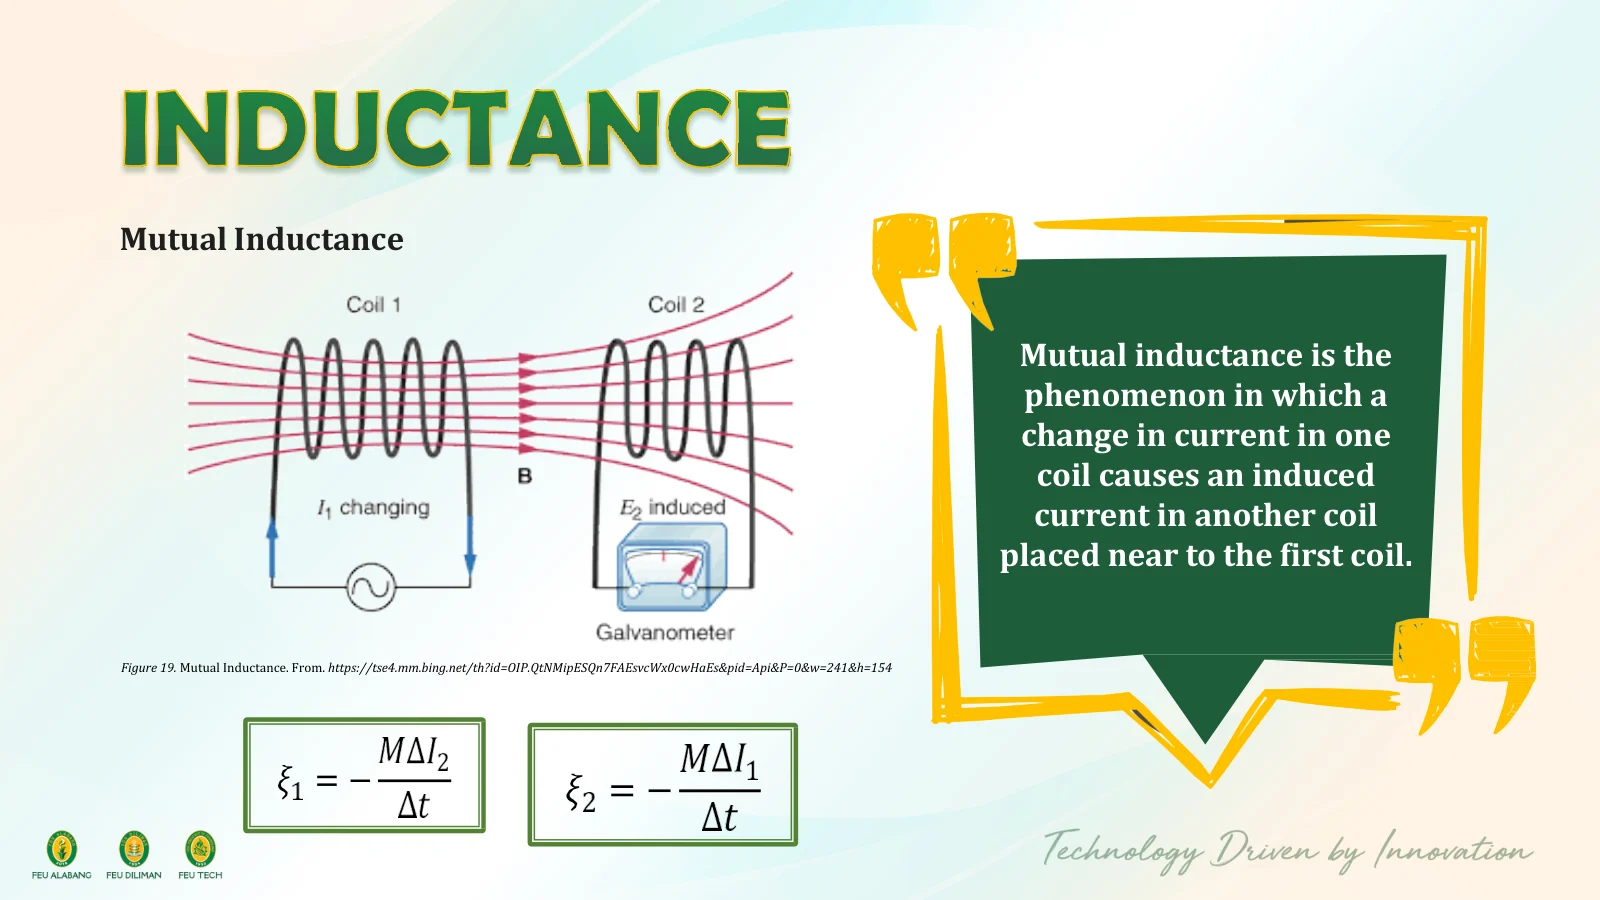 INDUCTANCE
Mutual Inductance
Coil 1
Coil 2
B
I₁ changing
E₂ induced
Galvanometer
Figure 19. Mutual Inductance. From. https://tse4.mm.bing.net/th?id=OIP.QtNMipESQn7FAEsvcWx0cwHaEs&pid=Api&P=0&w=241&h=154
ξ₁ = − MΔI₂ / Δt
ξ₂ = − MΔI₁ / Δt
Mutual inductance is the
phenomenon in which a
change in current in one
coil causes an induced
current in another coil
placed near to the first coil.
FEU ALABANG
FEU DILIMAN
FEU TECH
Technology Driven by Innovation